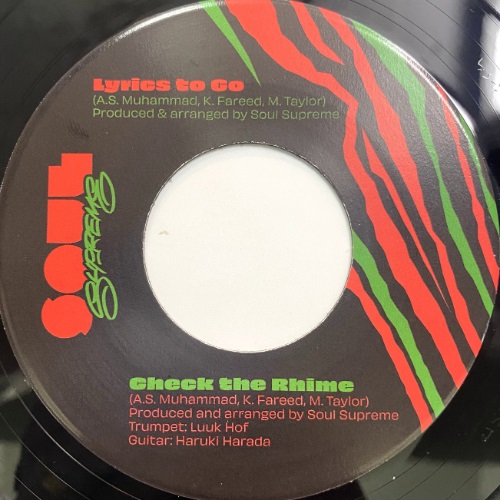 Lyrics to Go
(A.S. Muhammad, K. Fareed, M. Taylor)
Produced & arranged by Soul Supreme
SOUL
SUPREME
Check the Rhime
(A.S. Muhammad, K. Fareed, M. Taylor)
Produced and arranged by Soul Supreme
Trumpet: Luuk Hof
Guitar: Haruki Harada